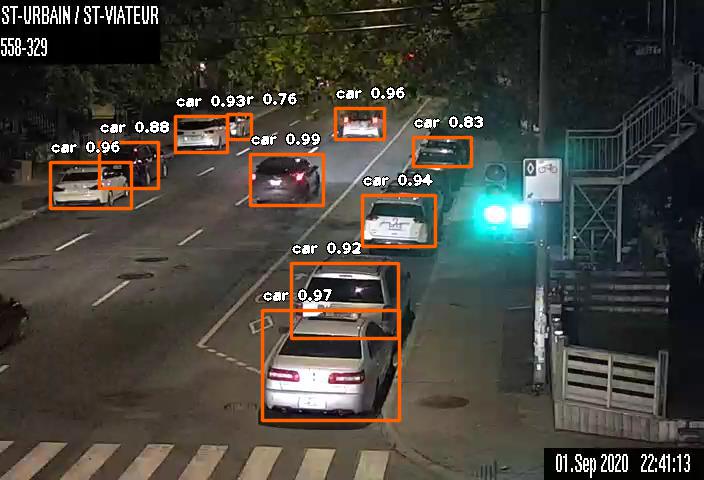 ST-URBAIN / ST-VIATEUR
558-329
car 0.93
r 0.76
car 0.96
car 0.88
car 0.99
car 0.83
car 0.96
car 0.94
car 0.92
car 0.97
01.Sep 2020 22:41:13